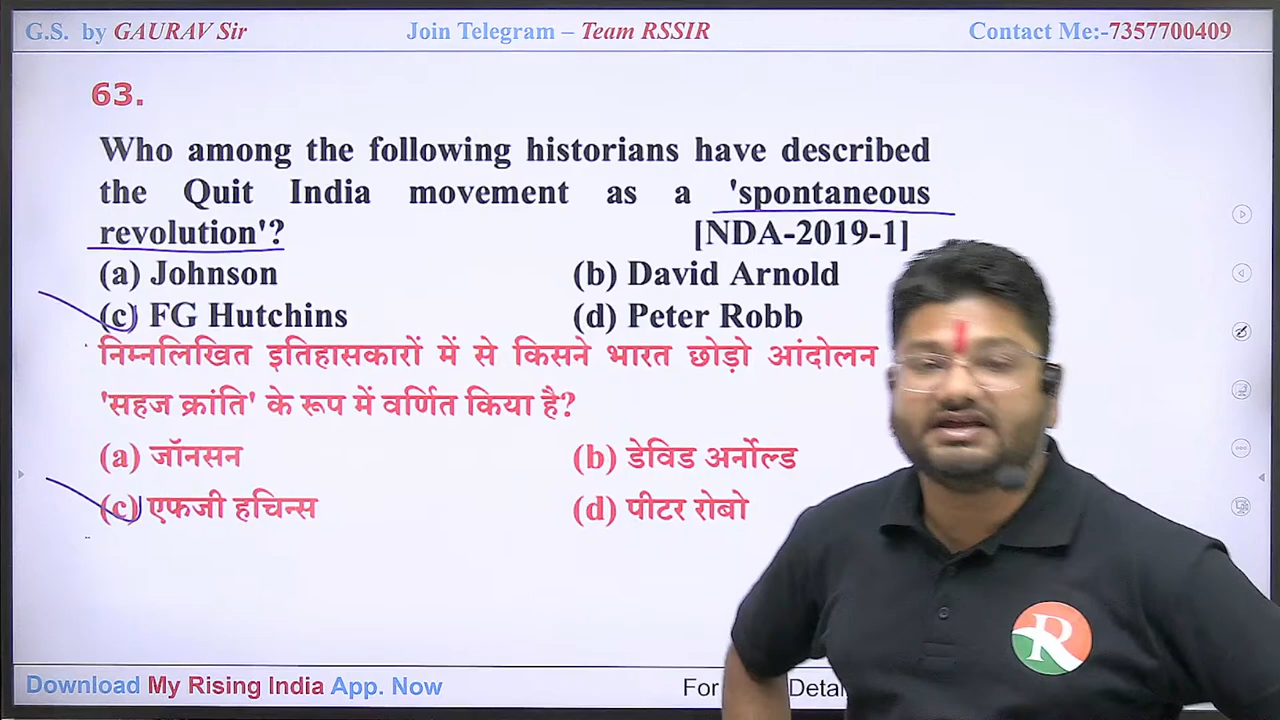 G.S. by GAURAV Sir
Join Telegram – Team RSSIR
Contact Me:-7357700409
63.
Who among the following historians have described
the Quit India movement as a 'spontaneous
revolution'? [NDA-2019-1]
(a) Johnson (b) David Arnold
(c) FG Hutchins (d) Peter Robb
निम्नलिखित इतिहासकारों में से किसने भारत छोड़ो आंदोलन
'सहज क्रांति' के रूप में वर्णित किया है?
(a) जॉनसन (b) डेविड अर्नोल्ड
(c) एफजी हचिन्स (d) पीटर रोबो
Download My Rising India App. Now
For
R